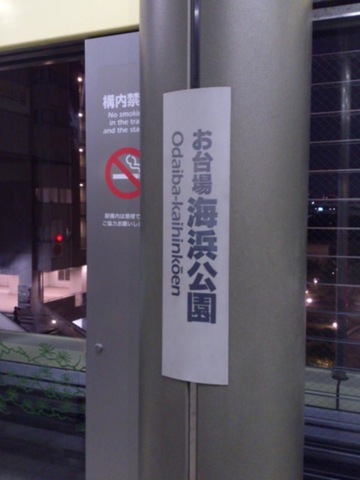 構内禁
No smoki
in the tra
and the sta
お台場海浜公園
Odaiba-kaihinkōen